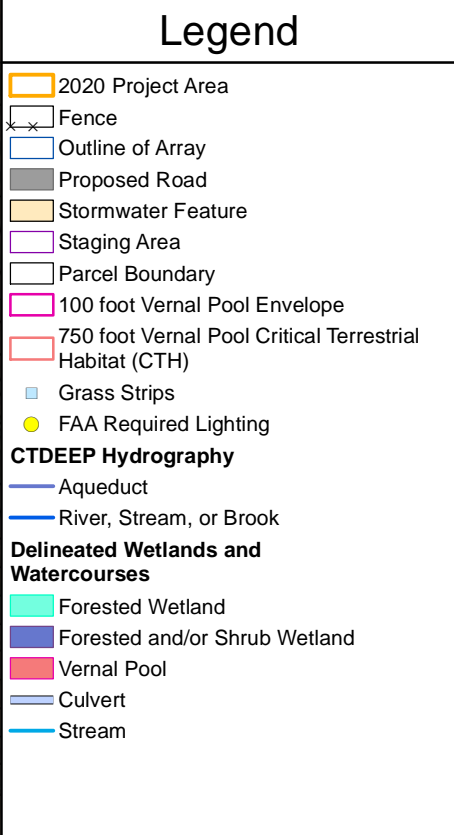 Legend
2020 Project Area
Fence
Outline of Array
Proposed Road
Stormwater Feature
Staging Area
Parcel Boundary
100 foot Vernal Pool Envelope
750 foot Vernal Pool Critical Terrestrial
Habitat (CTH)
Grass Strips
FAA Required Lighting
CTDEEP Hydrography
Aqueduct
River, Stream, or Brook
Delineated Wetlands and
Watercourses
Forested Wetland
Forested and/or Shrub Wetland
Vernal Pool
Culvert
Stream